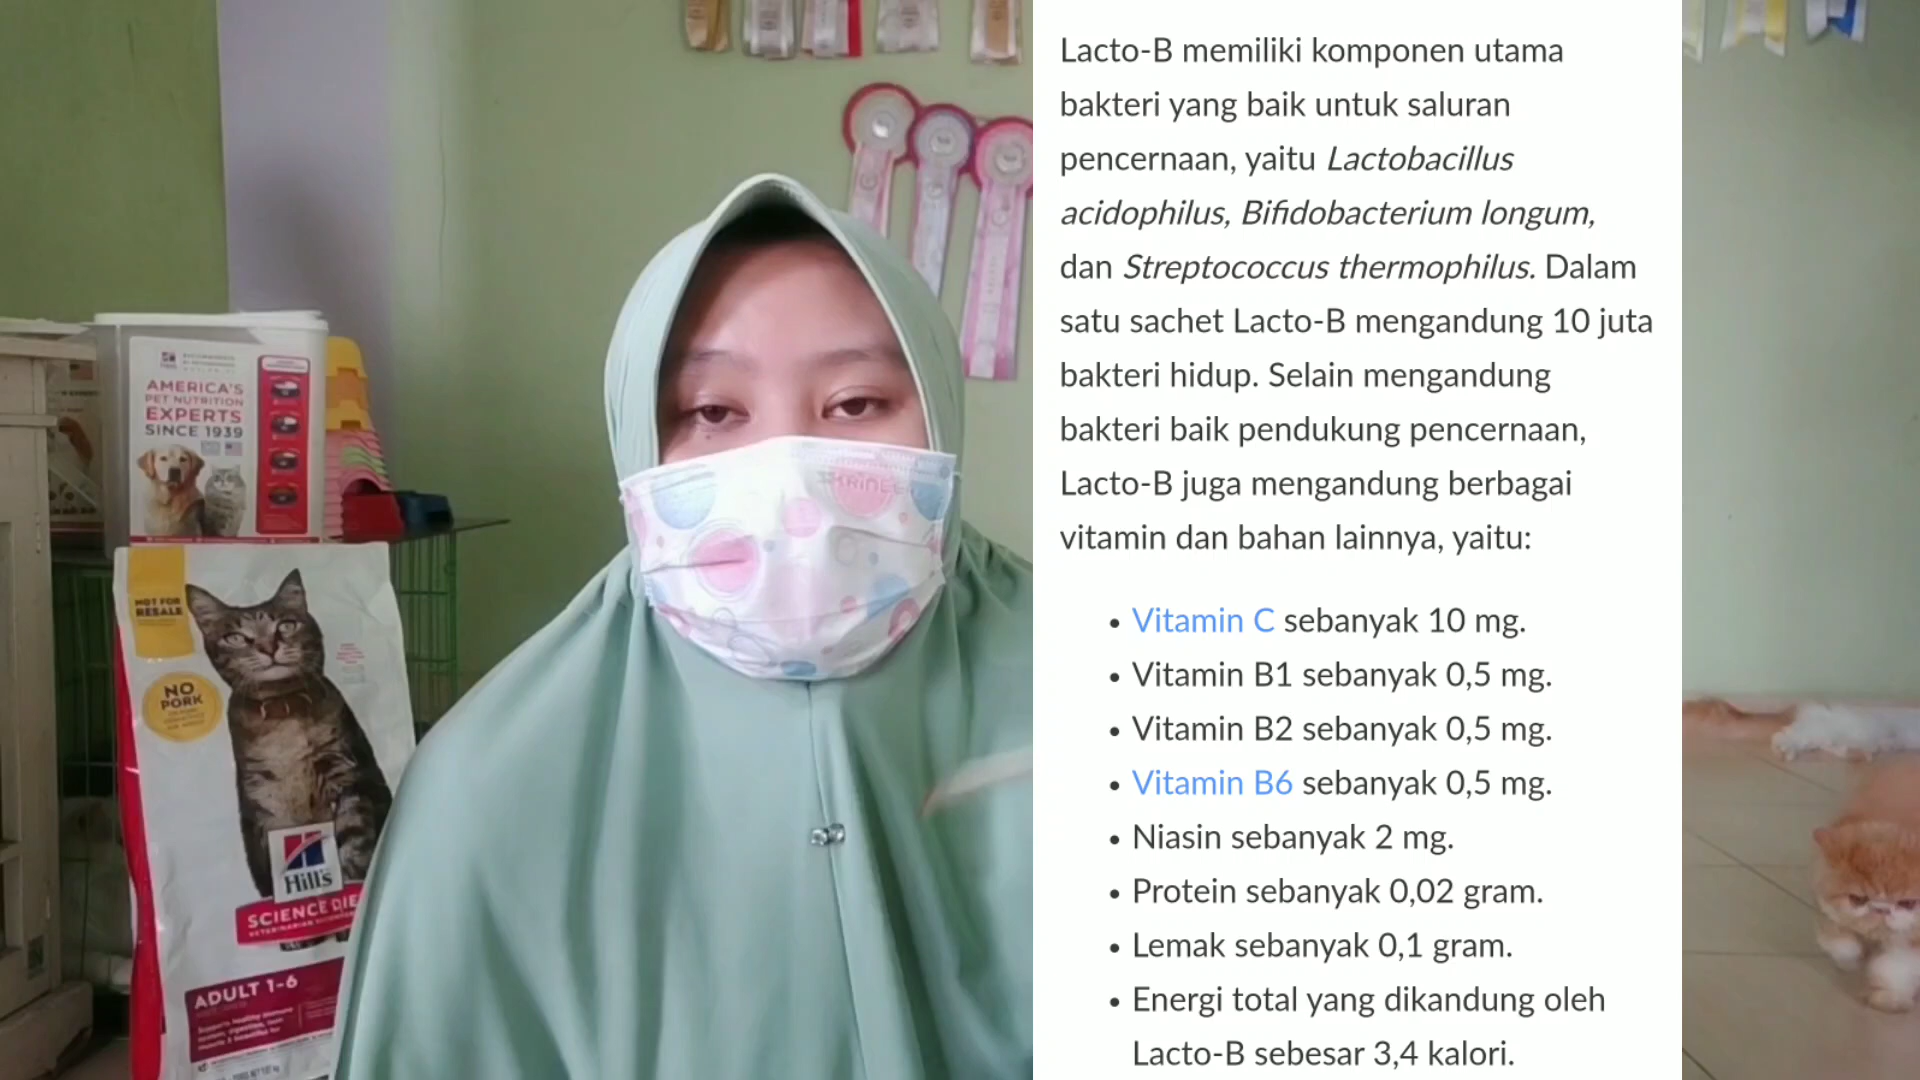 AMERICA'S
PET NUTRITION
EXPERTS
SINCE 1939
NOT FOR
RESALE
NO
PORK
Hill's
SCIENCE DIE
ADULT 1-6
Lacto-B memiliki komponen utama
bakteri yang baik untuk saluran
pencernaan, yaitu Lactobacillus
acidophilus, Bifidobacterium longum,
dan Streptococcus thermophilus. Dalam
satu sachet Lacto-B mengandung 10 juta
bakteri hidup. Selain mengandung
bakteri baik pendukung pencernaan,
Lacto-B juga mengandung berbagai
vitamin dan bahan lainnya, yaitu:
• Vitamin C sebanyak 10 mg.
• Vitamin B1 sebanyak 0,5 mg.
• Vitamin B2 sebanyak 0,5 mg.
• Vitamin B6 sebanyak 0,5 mg.
• Niasin sebanyak 2 mg.
• Protein sebanyak 0,02 gram.
• Lemak sebanyak 0,1 gram.
• Energi total yang dikandung oleh
Lacto-B sebesar 3,4 kalori.